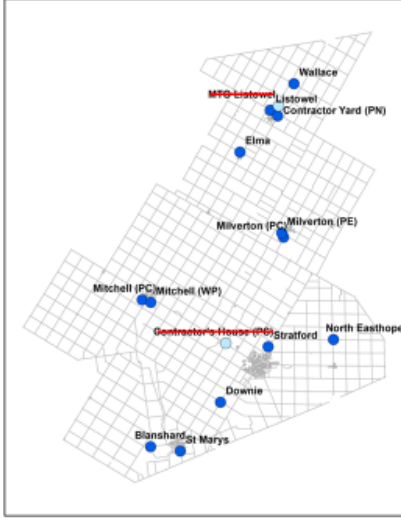 Wallace
MTO Listowel
Listowel
Contractor Yard (PN)
Elma
Milverton (PC)
Milverton (PE)
Mitchell (PC)
Mitchell (WP)
Contractor's House (PS)
Stratford
North Easthope
Downie
Blanshard
St Marys